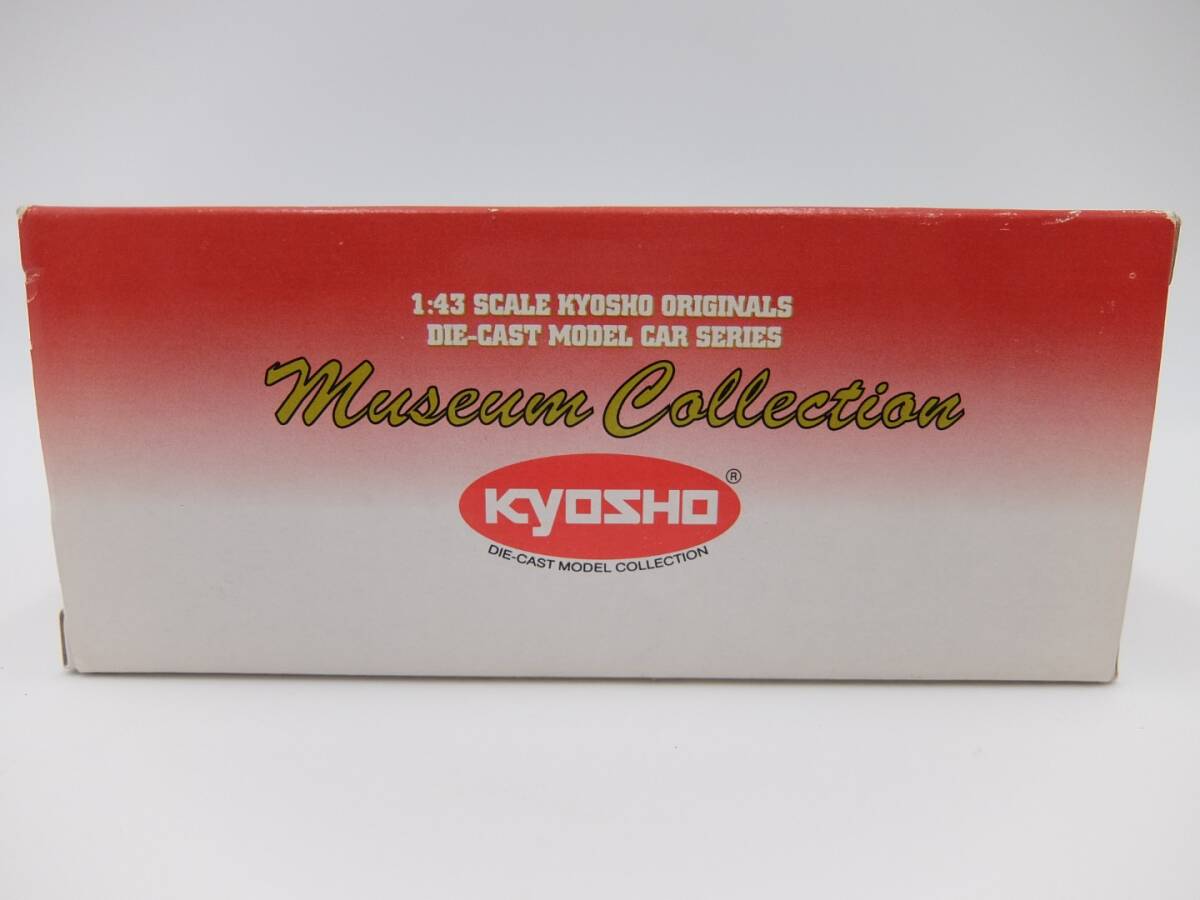 1:43 SCALE KYOSHO ORIGINALS
DIE-CAST MODEL CAR SERIES
Museum Collection
KYOSHO ®
DIE-CAST MODEL COLLECTION